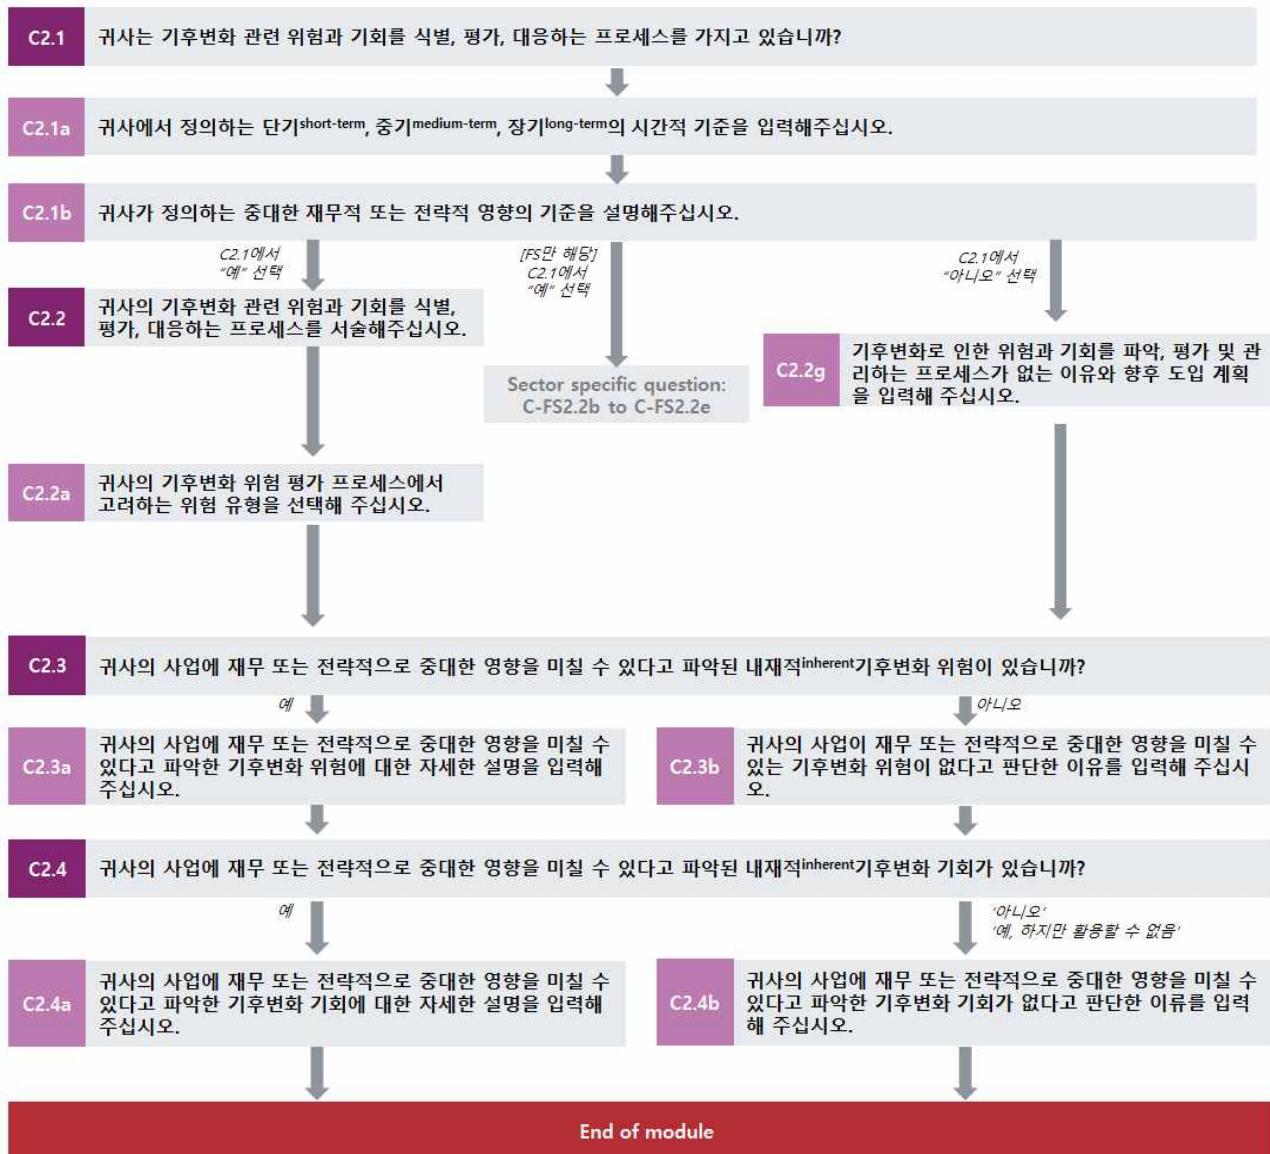 C2.1
귀사는 기후변화 관련 위험과 기회를 식별, 평가, 대응하는 프로세스를 가지고 있습니까?
C2.1a
귀사에서 정의하는 단기short-term, 중기medium-term, 장기long-term의 시간적 기준을 입력해주십시오.
C2.1b
귀사가 정의하는 중대한 재무적 또는 전략적 영향의 기준을 설명해주십시오.
C2.1에서
“예” 선택
[FS만 해당]
C2.1에서
“예” 선택
C2.1에서
“아니오” 선택
C2.2
귀사의 기후변화 관련 위험과 기회를 식별,
평가, 대응하는 프로세스를 서술해주십시오.
Sector specific question:
C-FS2.2b to C-FS2.2e
C2.2g
기후변화로 인한 위험과 기회를 파악, 평가 및 관
리하는 프로세스가 없는 이유와 향후 도입 계획
을 입력해 주십시오.
C2.2a
귀사의 기후변화 위험 평가 프로세스에서
고려하는 위험 유형을 선택해 주십시오.
C2.3
귀사의 사업에 재무 또는 전략적으로 중대한 영향을 미칠 수 있다고 파악된 내재적inherent기후변화 위험이 있습니까?
예
아니오
C2.3a
귀사의 사업에 재무 또는 전략적으로 중대한 영향을 미칠 수
있다고 파악한 기후변화 위험에 대한 자세한 설명을 입력해
주십시오.
C2.3b
귀사의 사업이 재무 또는 전략적으로 중대한 영향을 미칠 수
있는 기후변화 위험이 없다고 판단한 이유를 입력해 주십시
오.
C2.4
귀사의 사업에 재무 또는 전략적으로 중대한 영향을 미칠 수 있다고 파악된 내재적inherent기후변화 기회가 있습니까?
예
‘아니오’
‘예, 하지만 활용할 수 없음’
C2.4a
귀사의 사업에 재무 또는 전략적으로 중대한 영향을 미칠 수
있다고 파악한 기후변화 기회에 대한 자세한 설명을 입력해
주십시오.
C2.4b
귀사의 사업에 재무 또는 전략적으로 중대한 영향을 미칠 수
있다고 파악한 기후변화 기회가 없다고 판단한 이류를 입력
해 주십시오.
End of module